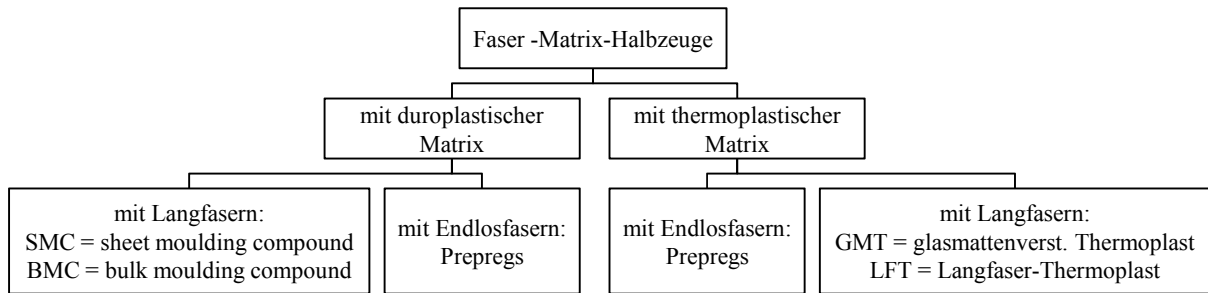 Faser -Matrix-Halbzeuge
mit duroplastischer
Matrix
mit thermoplastischer
Matrix
mit Langfasern:
SMC = sheet moulding compound
BMC = bulk moulding compound
mit Endlosfasern:
Prepregs
mit Endlosfasern:
Prepregs
mit Langfasern:
GMT = glasmattenverst. Thermoplast
LFT = Langfaser-Thermoplast